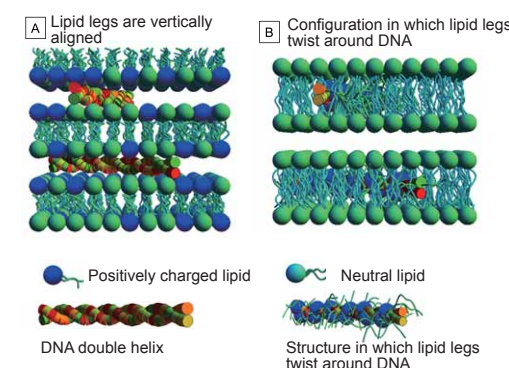 A Lipid legs are vertically
aligned
B Configuration in which lipid legs
twist around DNA
Positively charged lipid
Neutral lipid
DNA double helix
Structure in which lipid legs
twist around DNA